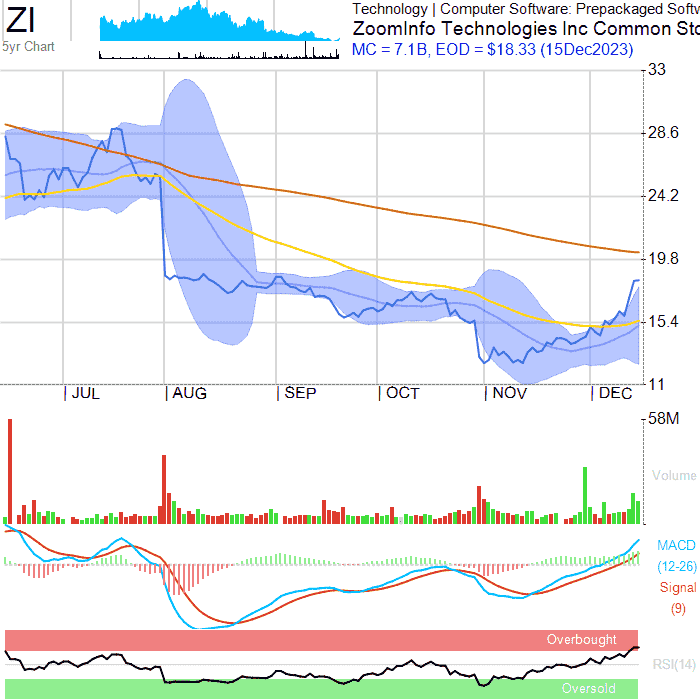 ZI
5yr Chart
Technology | Computer Software: Prepackaged Softw
ZoomInfo Technologies Inc Common Sto
MC = 7.1B, EOD = $18.33 (15Dec2023)
33
28.6
24.2
19.8
15.4
11
| JUL | AUG | SEP | OCT | NOV | DEC
58M
Volume
MACD
(12-26)
Signal
(9)
Overbought
RSI(14)
Oversold